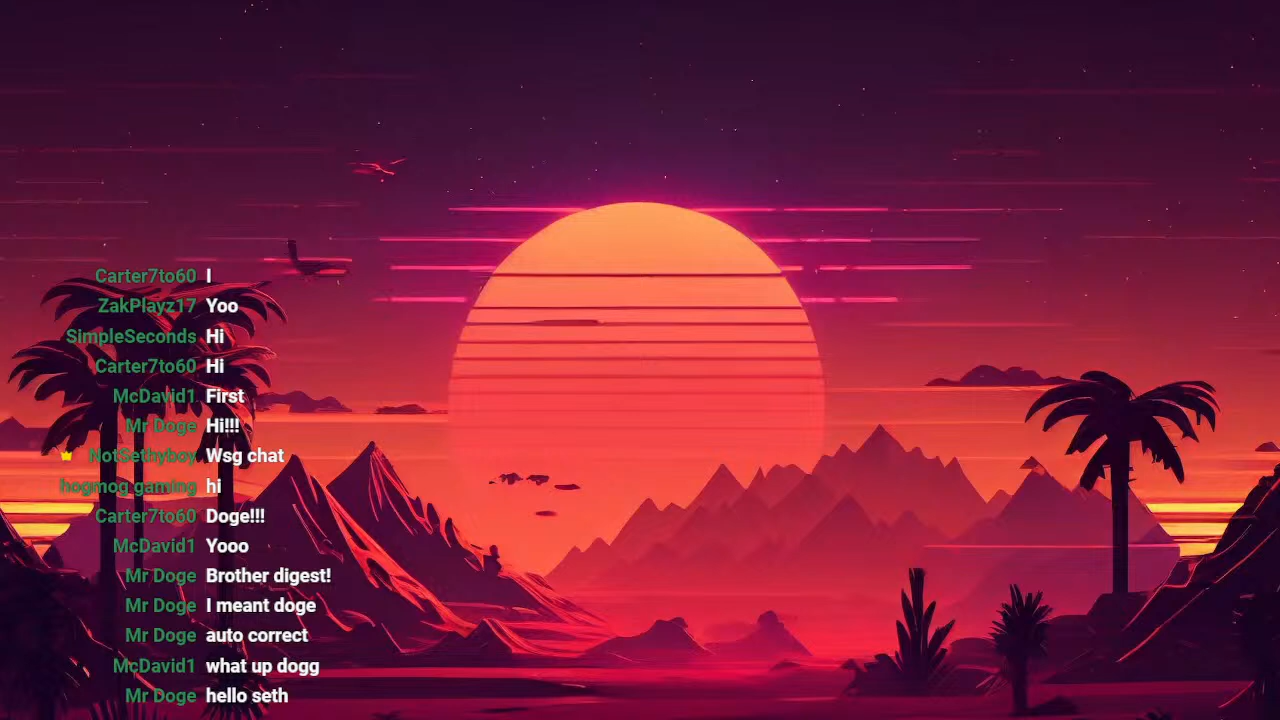 Carter7to60 I
ZakPlayz17 Yoo
SimpleSeconds Hi
Carter7to60 Hi
McDavid1 First
Mr Doge Hi!!!
NotSethyboy Wsg chat
hogmog gaming hi
Carter7to60 Doge!!!
McDavid1 Yooo
Mr Doge Brother digest!
Mr Doge I meant doge
Mr Doge auto correct
McDavid1 what up dogg
Mr Doge hello seth